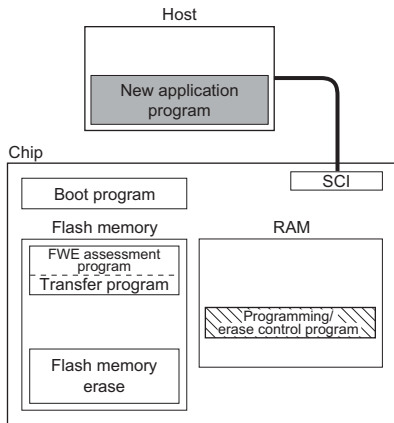 Host
New application
program
Chip
SCI
Boot program
Flash memory
RAM
FWE assessment
program
Transfer program
Programming/
erase control program
Flash memory
erase